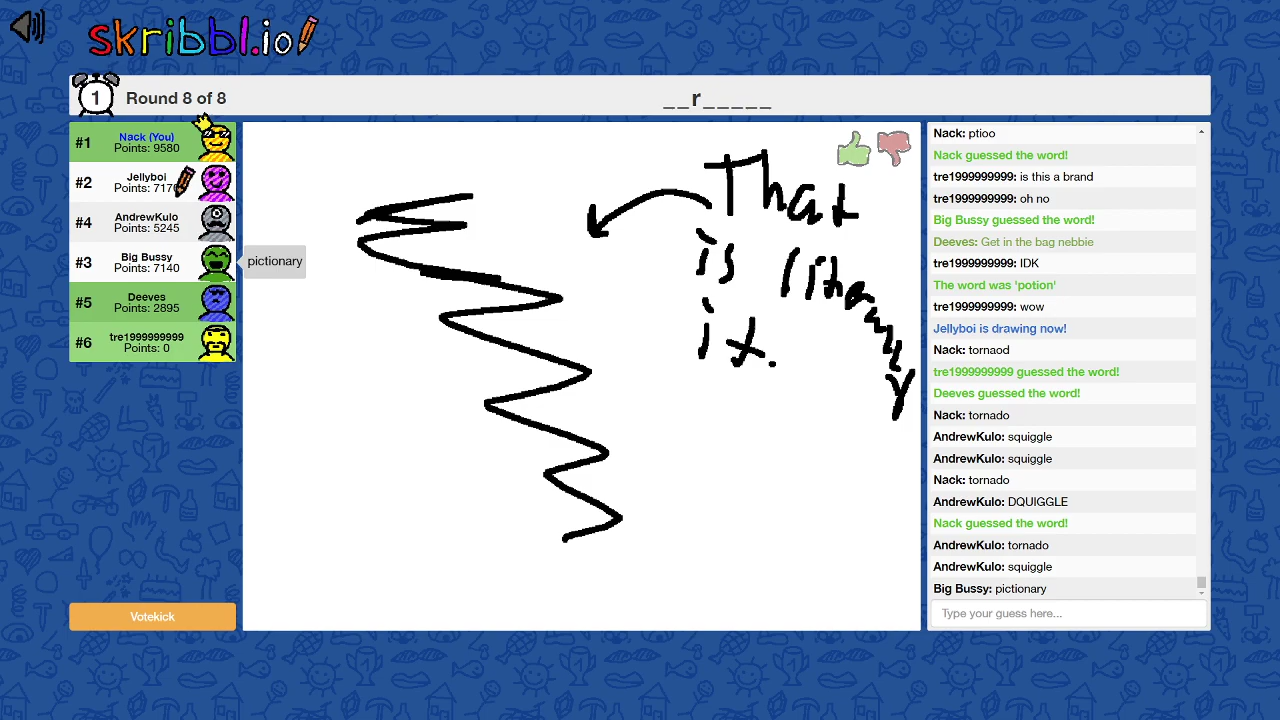 skribbl.io
1
Round 8 of 8
__r_____
#1
Nack (You)
Points: 9580
#2
Jellyboi
Points: 7170
#4
AndrewKulo
Points: 5245
#3
Big Bussy
Points: 7140
pictionary
#5
Deeves
Points: 2895
#6
tre1999999999
Points: 0
Votekick
That
is litherally
it.
Nack: ptioo
Nack guessed the word!
tre1999999999: is this a brand
tre1999999999: oh no
Big Bussy guessed the word!
Deeves: Get in the bag nebbie
tre1999999999: IDK
The word was 'potion'
tre1999999999: wow
Jellyboi is drawing now!
Nack: tornaod
tre1999999999 guessed the word!
Deeves guessed the word!
Nack: tornado
AndrewKulo: squiggle
AndrewKulo: squiggle
Nack: tornado
AndrewKulo: DQUIGGLE
Nack guessed the word!
AndrewKulo: tornado
AndrewKulo: squiggle
Big Bussy: pictionary
Type your guess here...